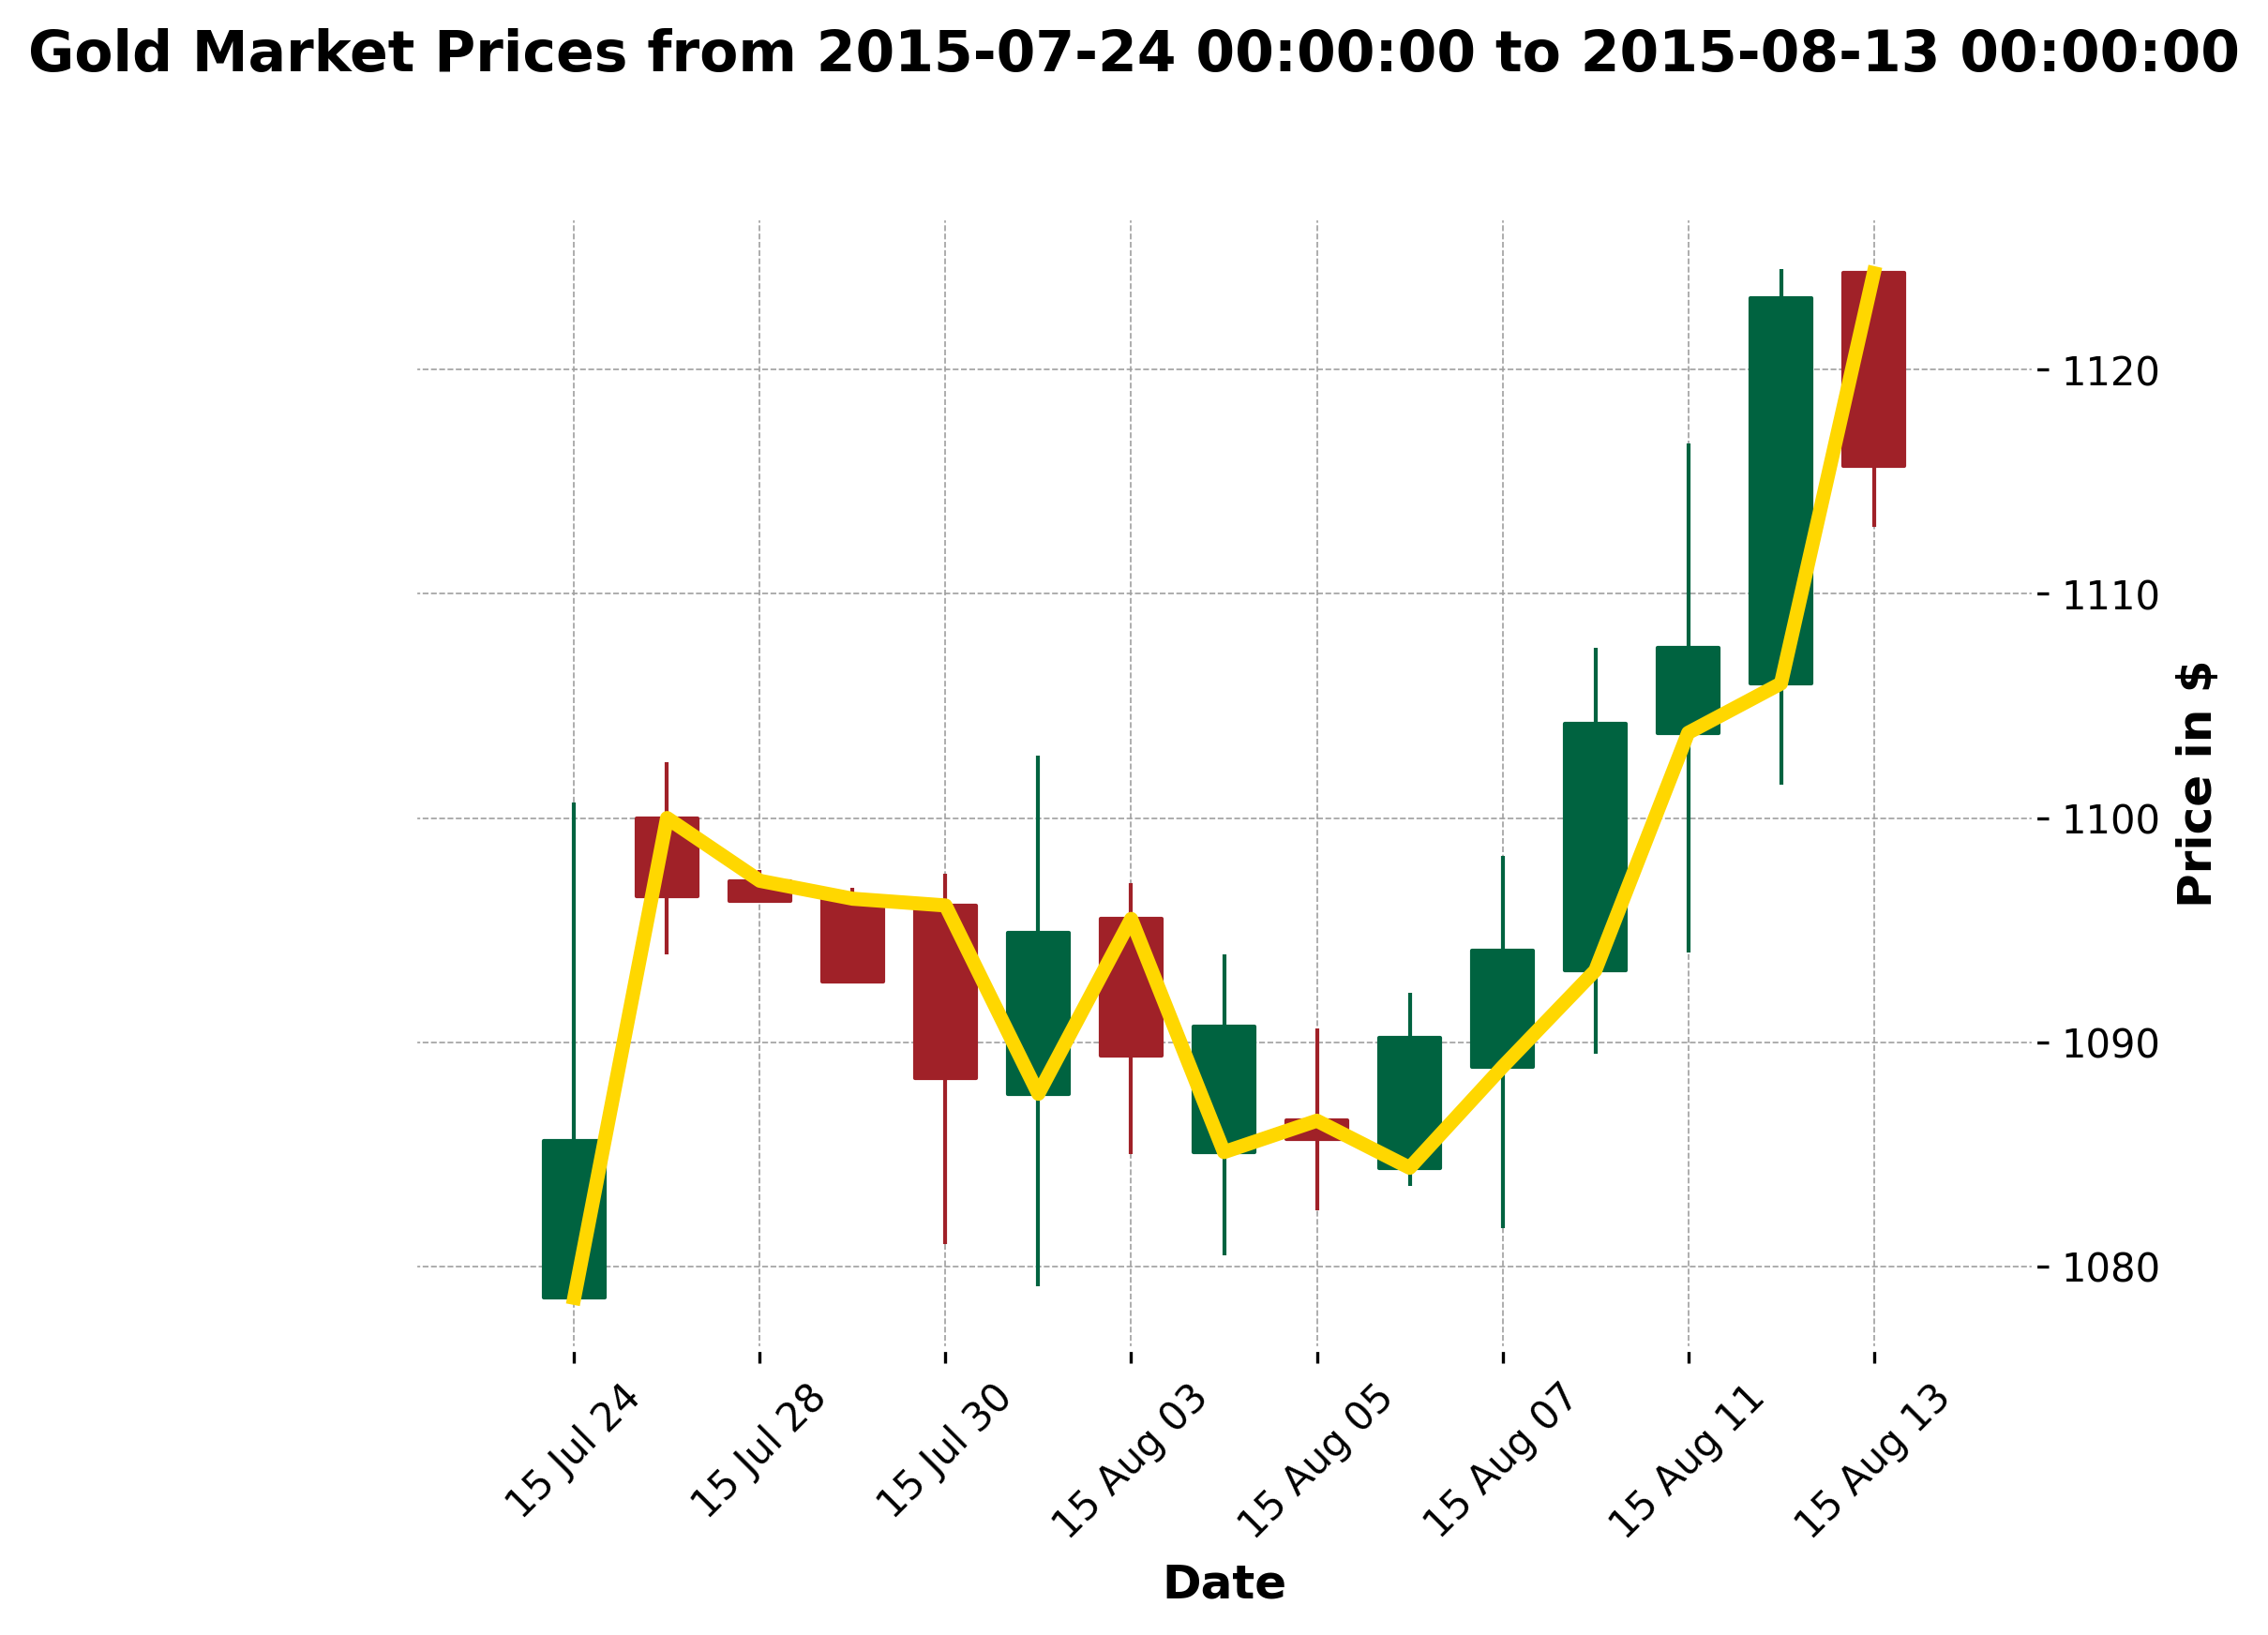 Gold Market Prices from 2015-07-24 00:00:00 to 2015-08-13 00:00:00
1120
1110
1100
1090
1080
Price in $
15 Jul 24
15 Jul 28
15 Jul 30
15 Aug 03
15 Aug 05
15 Aug 07
15 Aug 11
15 Aug 13
Date